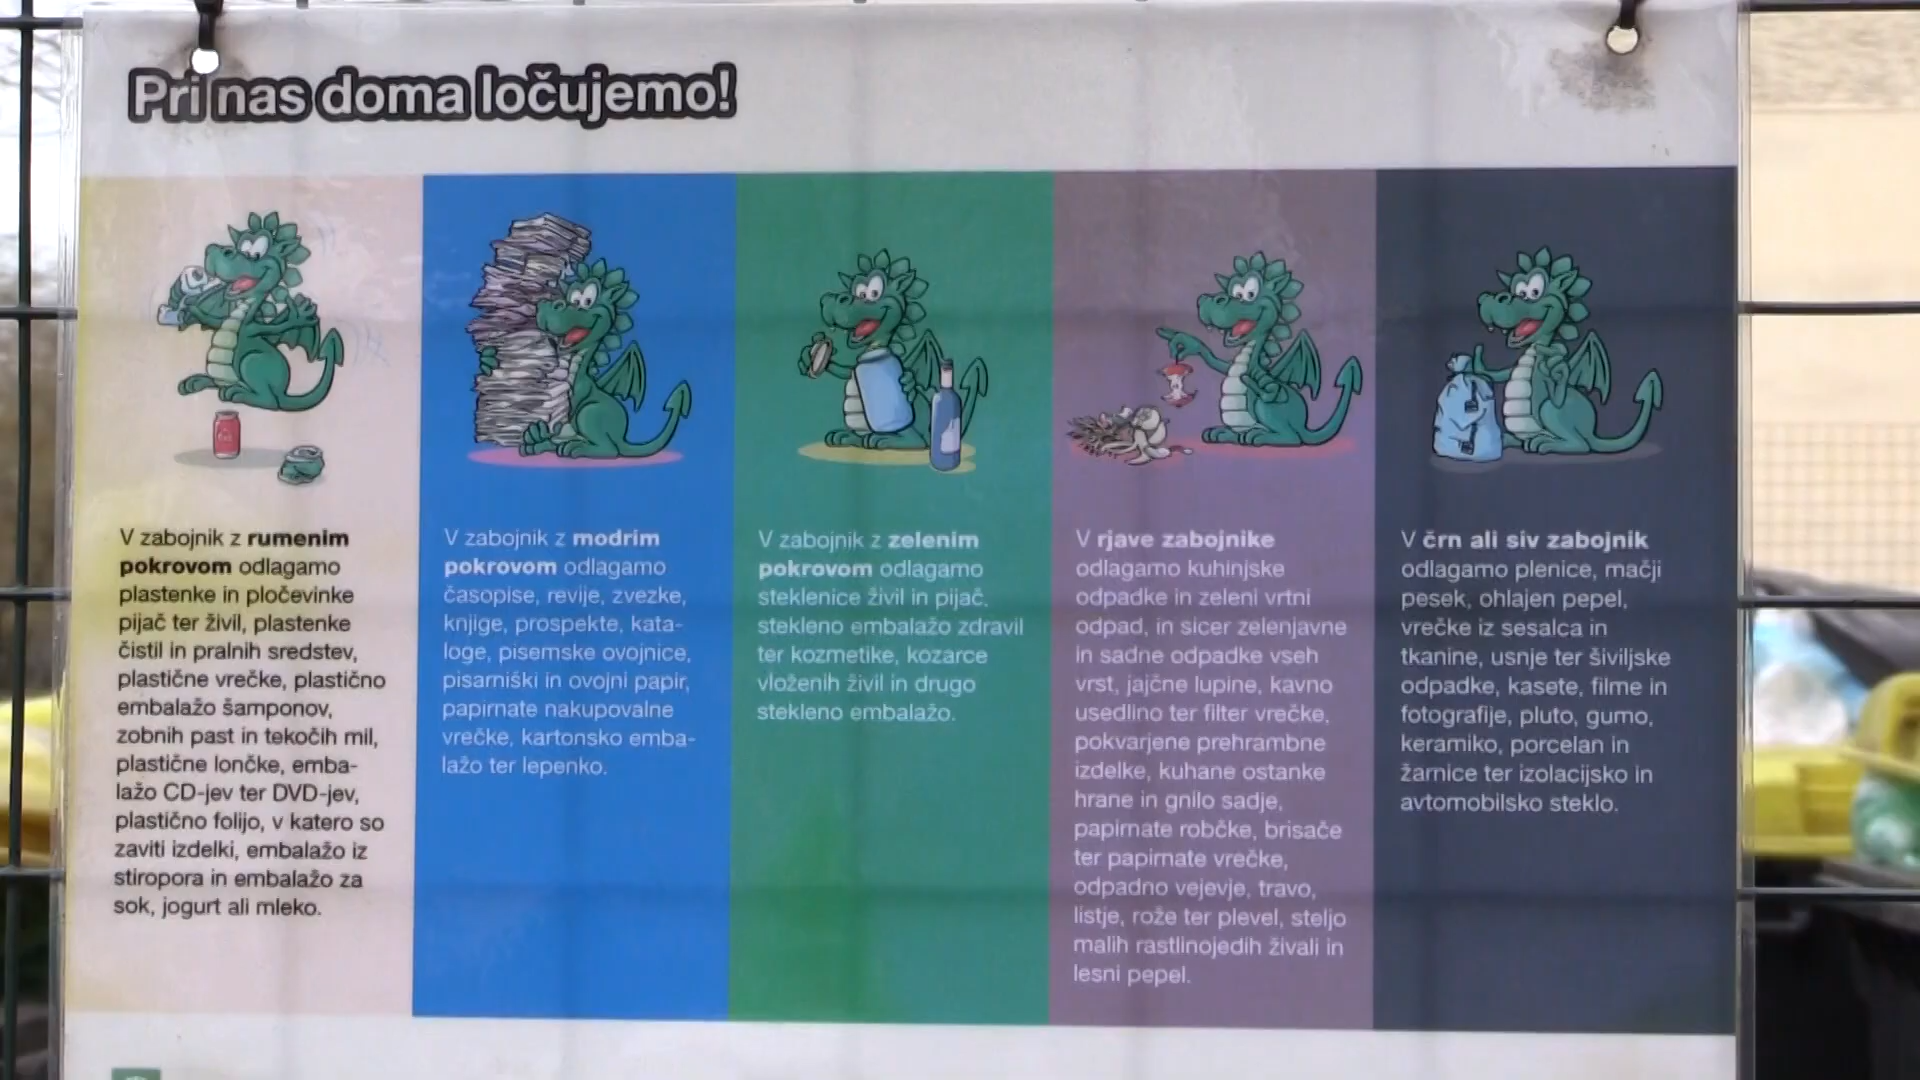 Pri nas doma ločujemo!
V zabojnik z rumenim
pokrovom odlagamo
plastenke in pločevinke
pijač ter živil, plastenke
čistil in pralnih sredstev,
plastične vrečke, plastično
embalažo šamponov,
zobnih past in tekočih mil,
plastične lončke, emba-
lažo CD-jev ter DVD-jev,
plastično folijo, v katero so
zaviti izdelki, embalažo iz
stiropora in embalažo za
sok, jogurt ali mleko.
V zabojnik z modrim
pokrovom odlagamo
časopise, revije, zvezke,
knjige, prospekte, kata-
loge, pisemske ovojnice,
pisarniški in ovojni papir,
papirnate nakupovalne
vrečke, kartonsko emba-
lažo ter lepenko.
V zabojnik z zelenim
pokrovom odlagamo
steklenice živil in pijač,
stekleno embalažo zdravil
ter kozmetike, kozarce
vloženih živil in drugo
stekleno embalažo.
V rjave zabojnike
odlagamo kuhinjske
odpadke in zeleni vrtni
odpad, in sicer zelenjavne
in sadne odpadke vseh
vrst, jajčne lupine, kavno
usedlino ter filter vrečke,
pokvarjene prehrambne
izdelke, kuhane ostanke
hrane in gnilo sadje,
papirnate robčke, brisače
ter papirnate vrečke,
odpadno vejevje, travo,
listje, rože ter plevel, steljo
malih rastlinojedih živali in
lesni pepel.
V črn ali siv zabojnik
odlagamo plenice, mačji
pesek, ohlajen pepel,
vrečke iz sesalca in
tkanine, usnje ter šiviljske
odpadke, kasete, filme in
fotografije, pluto, gumo,
keramiko, porcelan in
žarnice ter izolacijsko in
avtomobilsko steklo.